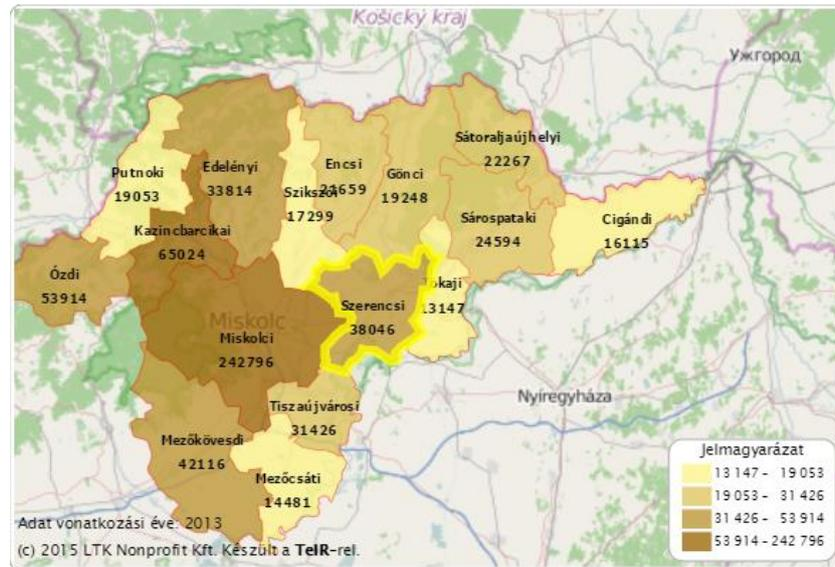 Košický kraj
Ужгород
Sátoraljaújhelyi
22267
Putnoki
19053
Edelényi
33814
Encsi
21659
Gönci
19248
Szikszói
17299
Sárospataki
24594
Cigándi
16115
Kazincbarcikai
65024
Ózdi
53914
Tokaji
13147
Szerencsi
38046
Miskolc
Miskolci
242796
Nyíregyháza
Tiszaújvárosi
31426
Mezőkövesdi
42116
Mezőcsáti
14481
Jelmagyarázat
13 147 - 19 053
19 053 - 31 426
31 426 - 53 914
53 914 - 242 796
Adat vonatkozási éve: 2013
(c) 2015 LTK Nonprofit Kft. Készült a TeIR-rel.